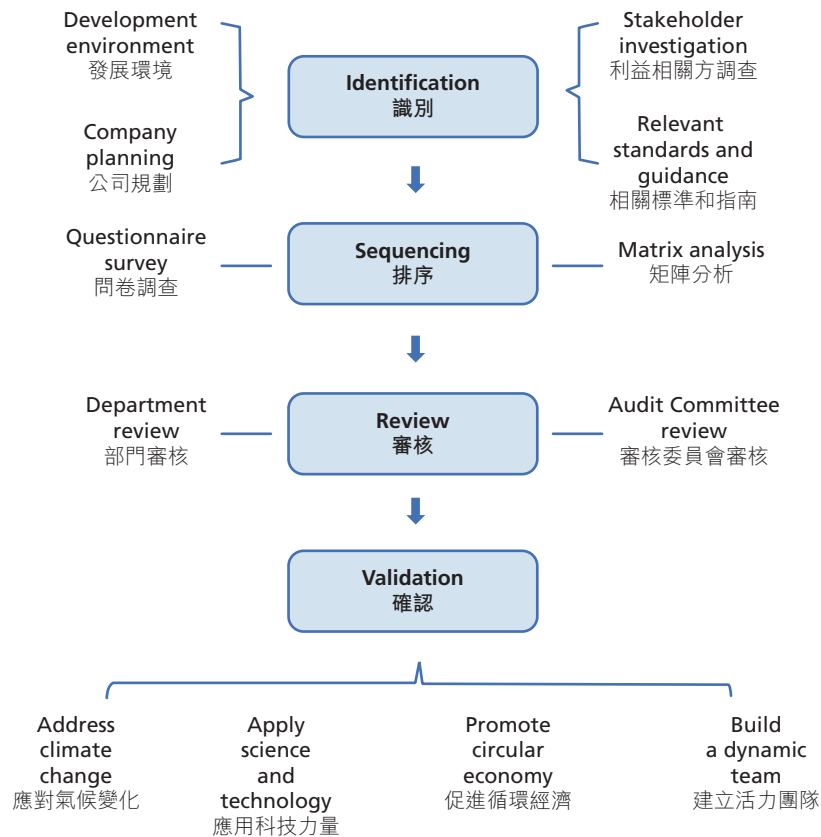 Development
environment
發展環境
Company
planning
公司規劃
Identification
識別
Stakeholder
investigation
利益相關方調查
Relevant
standards and
guidance
相關標準和指南
Questionnaire
survey
問卷調查
Sequencing
排序
Matrix analysis
矩陣分析
Department
review
部門審核
Review
審核
Audit Committee
review
審核委員會審核
Validation
確認
Address
climate
change
應對氣候變化
Apply
science
and
technology
應用科技力量
Promote
circular
economy
促進循環經濟
Build
a dynamic
team
建立活力團隊